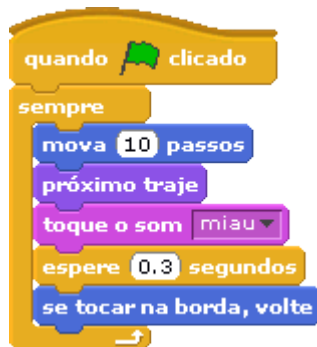 quando clicado
sempre
mova 10 passos
próximo traje
toque o som miau
espere 0.3 segundos
se tocar na borda, volte